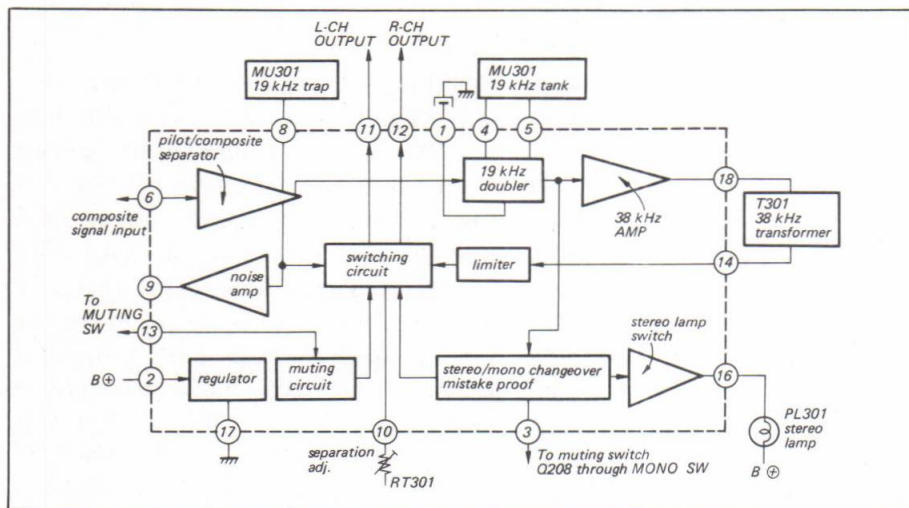 L-CH
OUTPUT
R-CH
OUTPUT
MU301
19 kHz trap
MU301
19 kHz tank
8
11
12
1
4
5
pilot/composite
separator
6
composite
signal input
19 kHz
doubler
38 kHz
AMP
18
T301
38 kHz
transformer
14
switching
circuit
limiter
noise
amp
9
To
MUTING
SW
13
stereo lamp
switch
B⊕
2
regulator
muting
circuit
stereo/mono changeover
mistake proof
16
PL301
stereo
lamp
B ⊕
17
10
3
separation
adj.
RT301
To muting switch
Q208 through MONO SW